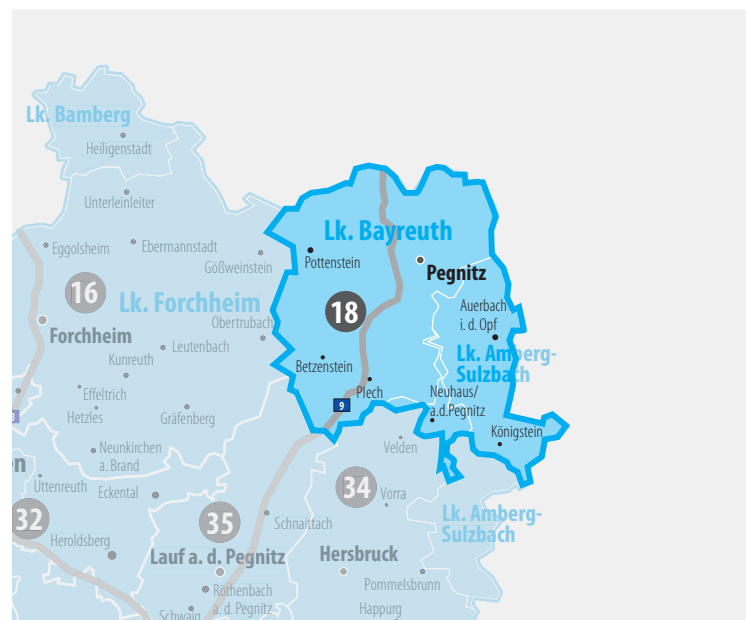 Lk. Bamberg
Heiligenstadt
Unterleinleiter
Eggolsheim
Ebermannstadt
Gößweinstein
16
Lk. Forchheim
Forchheim
Obertrubach
Leutenbach
Kunreuth
Effeltrich
Hetzles
Gräfenberg
Neunkirchen
a. Brand
Uttenreuth
Eckental
32
Heroldsberg
35
Lauf a. d. Pegnitz
Röthenbach
a. d. Pegnitz
Schwaig
Schnaittach
Lk. Bayreuth
Pottenstein
Pegnitz
18
Auerbach
i. d. Opf
Lk. Amberg-
Sulzbach
Betzenstein
Plech
9
Neuhaus/
a.d.Pegnitz
Königstein
Velden
34
Vorra
Lk. Amberg-
Sulzbach
Hersbruck
Pommelsbrunn
Happurg